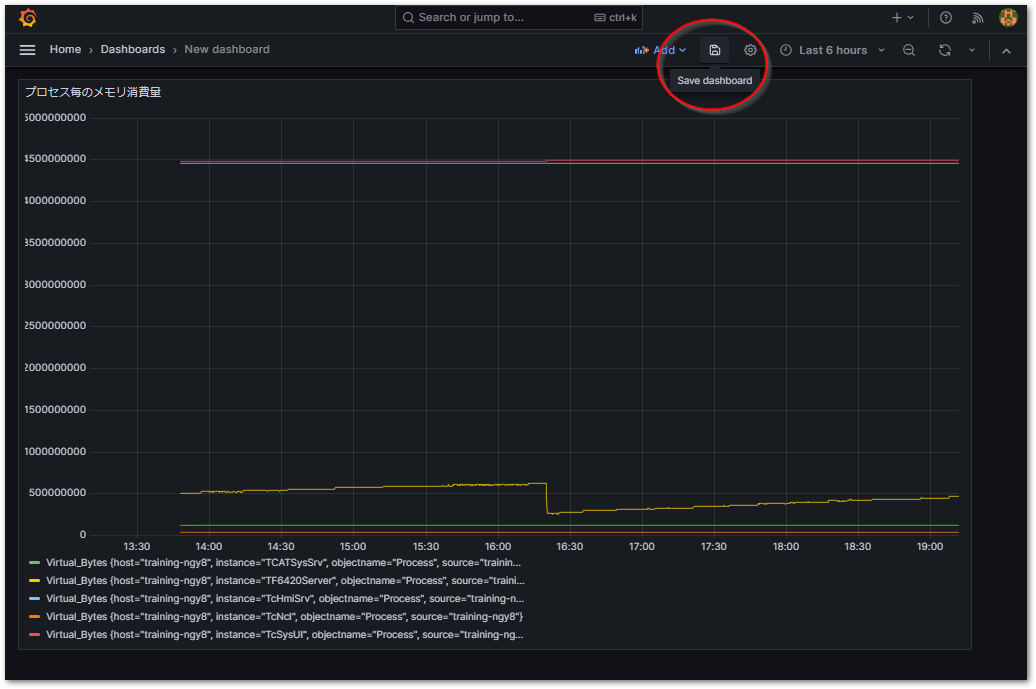 Search or jump to...
ctrl+k
Home › Dashboards › New dashboard
Add
Last 6 hours
Save dashboard
プロセス毎のメモリ消費量
5000000000
4500000000
4000000000
3500000000
3000000000
2500000000
2000000000
1500000000
1000000000
500000000
0
13:30 14:00 14:30 15:00 15:30 16:00 16:30 17:00 17:30 18:00 18:30 19:00
Virtual_Bytes {host="training-ngy8", instance="TCATSysSrv", objectname="Process", source="trainin...
Virtual_Bytes {host="training-ngy8", instance="TF6420Server", objectname="Process", source="traini...
Virtual_Bytes {host="training-ngy8", instance="TcHmiSrv", objectname="Process", source="training-n...
Virtual_Bytes {host="training-ngy8", instance="TcNcI", objectname="Process", source="training-ngy8"}
Virtual_Bytes {host="training-ngy8", instance="TcSysUI", objectname="Process", source="training-ng...